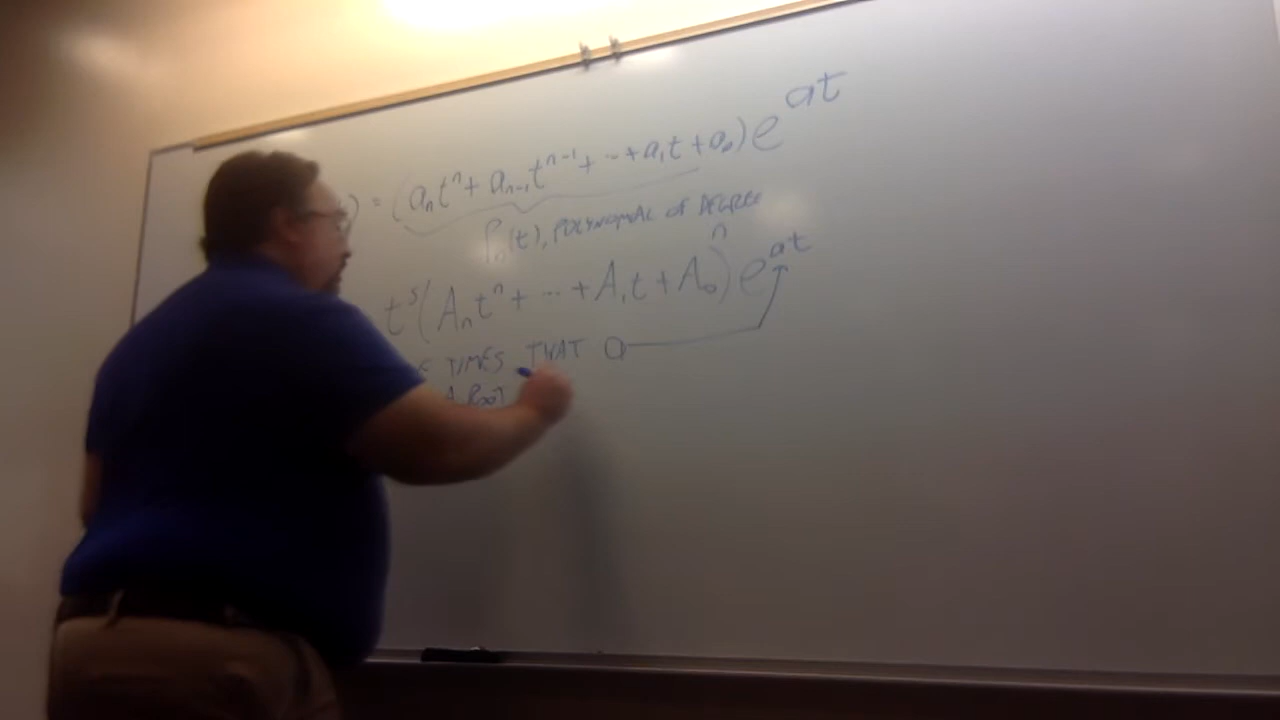 ) = (aₙtⁿ + aₙ₋₁tⁿ⁻¹ + ... + a₁t + a₀)e^{at}
Pₙ(t), POLYNOMIAL OF DEGREE n
t^s(Aₙtⁿ + ... + A₁t + A₀)e^{at}
TIMES THAT a
A ROOT